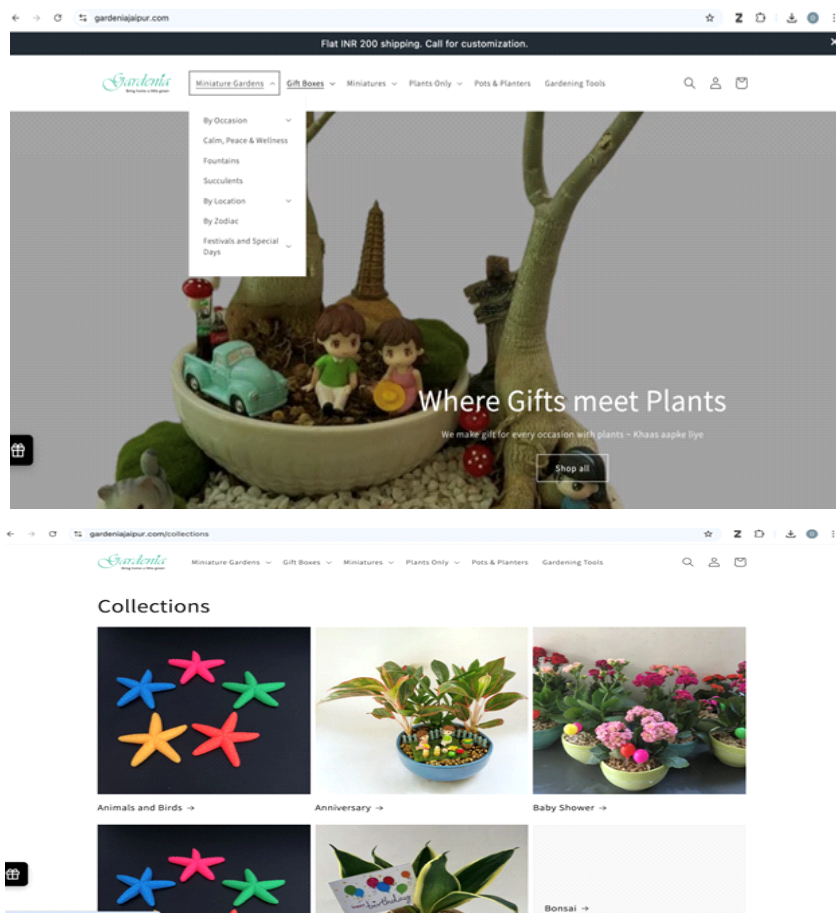 gardeniajaipur.com
Flat INR 200 shipping. Call for customization.
Gardenia
Miniature Gardens
Gift Boxes
Miniatures
Plants Only
Pots & Planters
Gardening Tools
By Occasion
Calm, Peace & Wellness
Fountains
Succulents
By Location
By Zodiac
Festivals and Special
Days
Where Gifts meet Plants
We make gift for every occasion with plants ~ Khaas aapke liye
Shop all
gardeniajaipur.com/collections
Gardenia
Miniature Gardens
Gift Boxes
Miniatures
Plants Only
Pots & Planters
Gardening Tools
Collections
Animals and Birds →
Anniversary →
Baby Shower →
birthday
Bonsai →